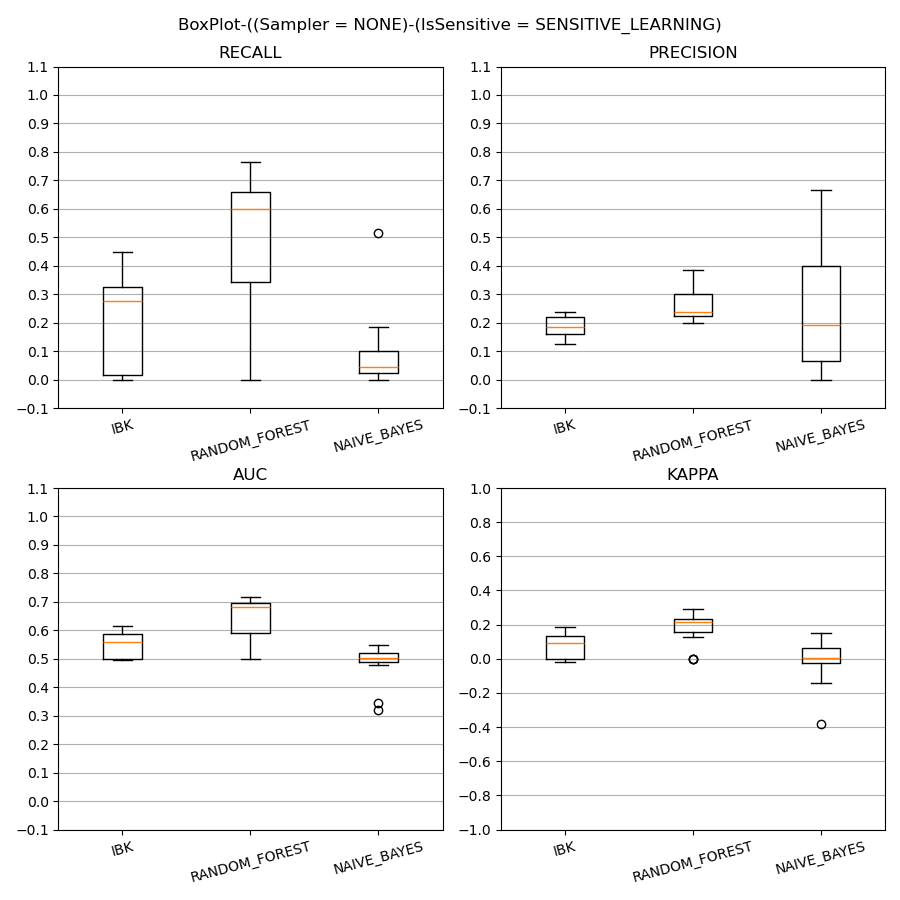 BoxPlot-((Sampler = NONE)-(IsSensitive = SENSITIVE_LEARNING)
RECALL
1.1
1.0
0.9
0.8
0.7
0.6
0.5
0.4
0.3
0.2
0.1
0.0
−0.1
IBK
RANDOM_FOREST
NAIVE_BAYES
PRECISION
1.1
1.0
0.9
0.8
0.7
0.6
0.5
0.4
0.3
0.2
0.1
0.0
−0.1
IBK
RANDOM_FOREST
NAIVE_BAYES
AUC
1.1
1.0
0.9
0.8
0.7
0.6
0.5
0.4
0.3
0.2
0.1
0.0
−0.1
IBK
RANDOM_FOREST
NAIVE_BAYES
KAPPA
1.0
0.8
0.6
0.4
0.2
0.0
−0.2
−0.4
−0.6
−0.8
−1.0
IBK
RANDOM_FOREST
NAIVE_BAYES